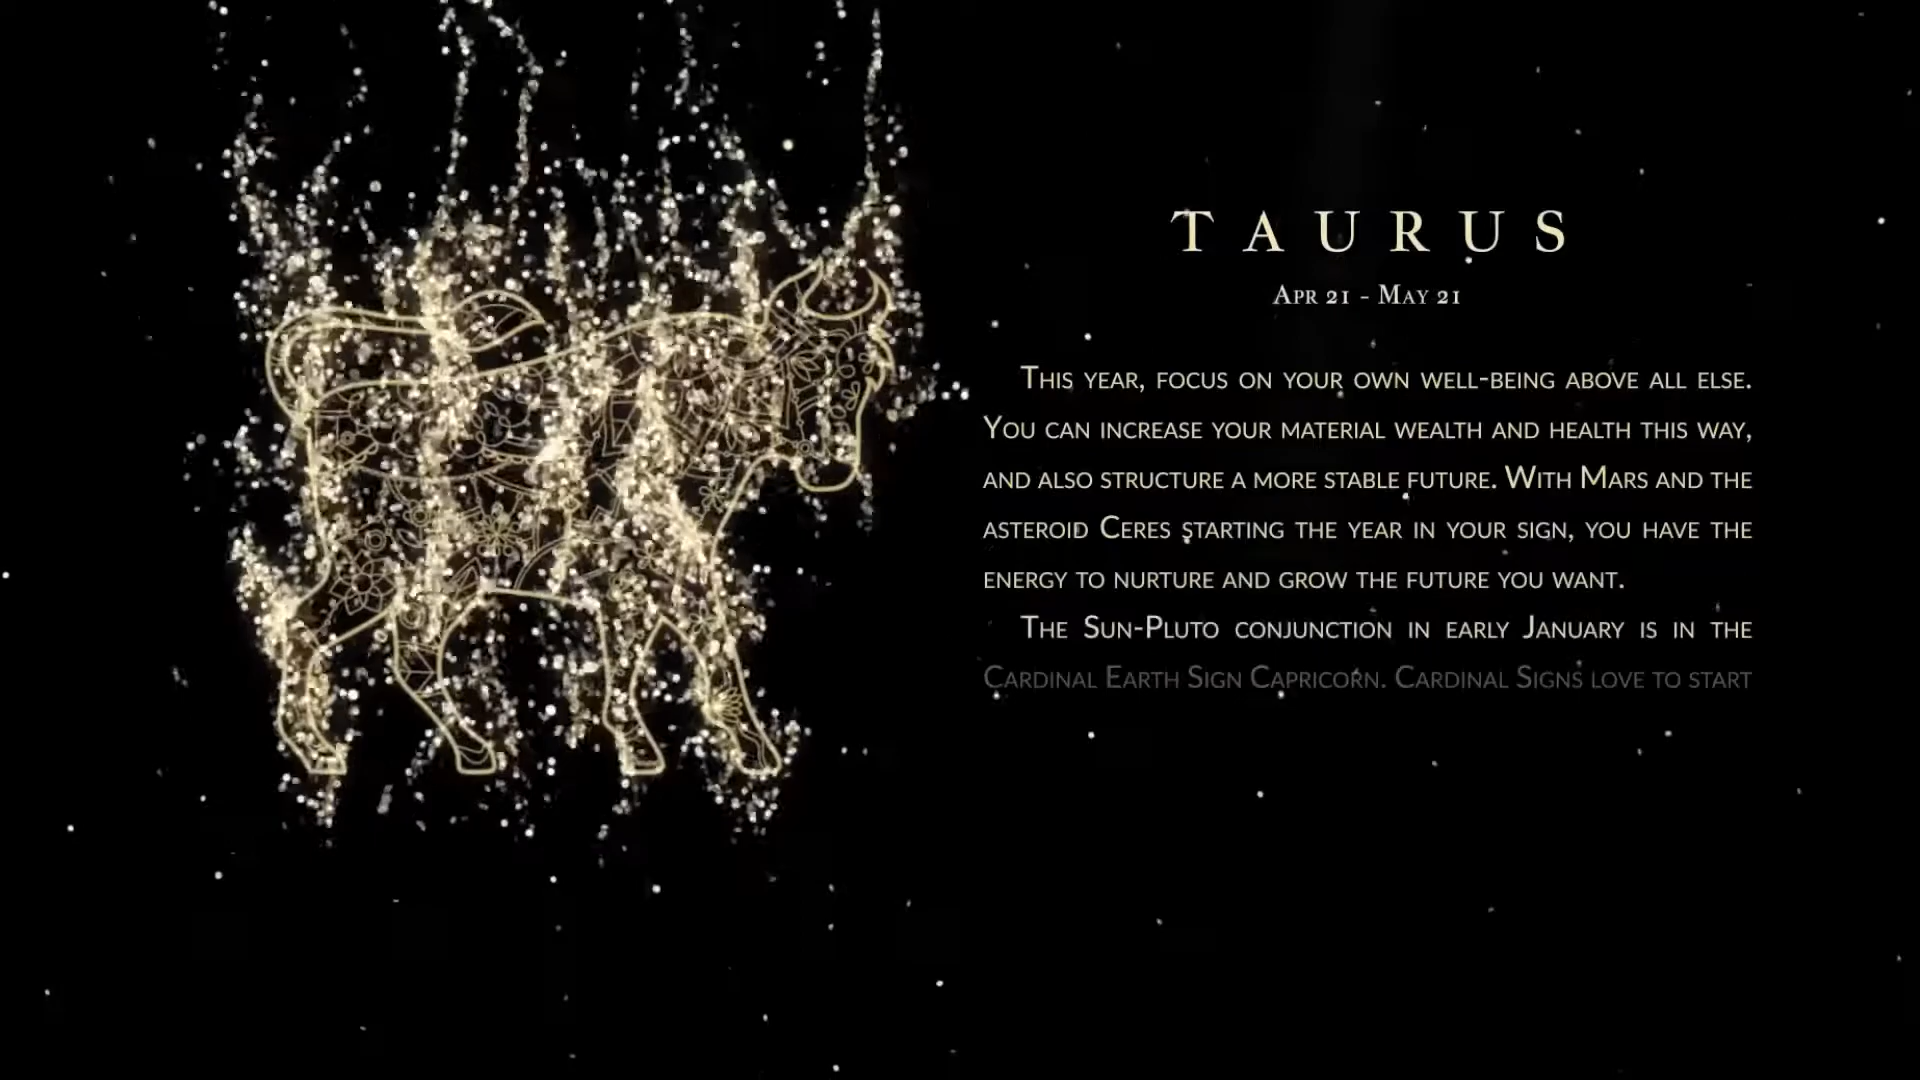 TAURUS
Apr 21 - May 21
This year, focus on your own well-being above all else.
You can increase your material wealth and health this way,
and also structure a more stable future. With Mars and the
asteroid Ceres starting the year in your sign, you have the
energy to nurture and grow the future you want.
The Sun-Pluto conjunction in early January is in the
Cardinal Earth Sign Capricorn. Cardinal Signs love to start